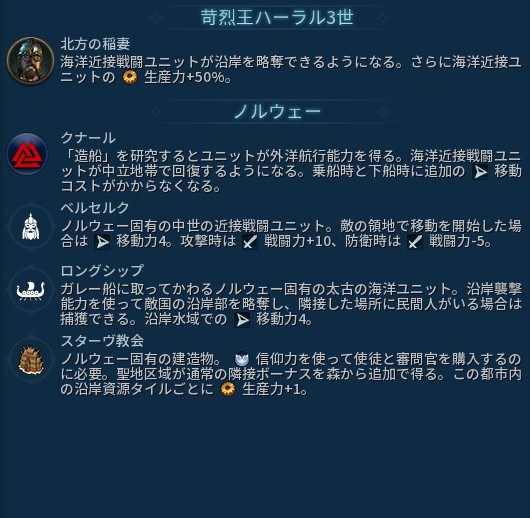 苛烈王ハーラル3世
北方の稲妻
海洋近接戦闘ユニットが沿岸を略奪できるようになる。さらに海洋近接ユ
ニットの 生産力+50%。
ノルウェー
クナール
「造船」を研究するとユニットが外洋航行能力を得る。海洋近接戦闘ユニ
ットが中立地帯で回復するようになる。乗船時と下船時に追加の 移動
コストがかからなくなる。
ベルセルク
ノルウェー固有の中世の近接戦闘ユニット。敵の領地で移動を開始した場
合は 移動力4。攻撃時は 戦闘力+10、防衛時は 戦闘力-5。
ロングシップ
ガレー船に取ってかわるノルウェー固有の太古の海洋ユニット。沿岸襲撃
能力を使って敵国の沿岸部を略奪し、隣接した場所に民間人がいる場合は
捕獲できる。沿岸水域での 移動力4。
スターヴ教会
ノルウェー固有の建造物。 信仰力を使って使徒と審問官を購入するの
に必要。聖地区域が通常の隣接ボーナスを森から追加で得る。この都市内
の沿岸資源タイルごとに 生産力+1。